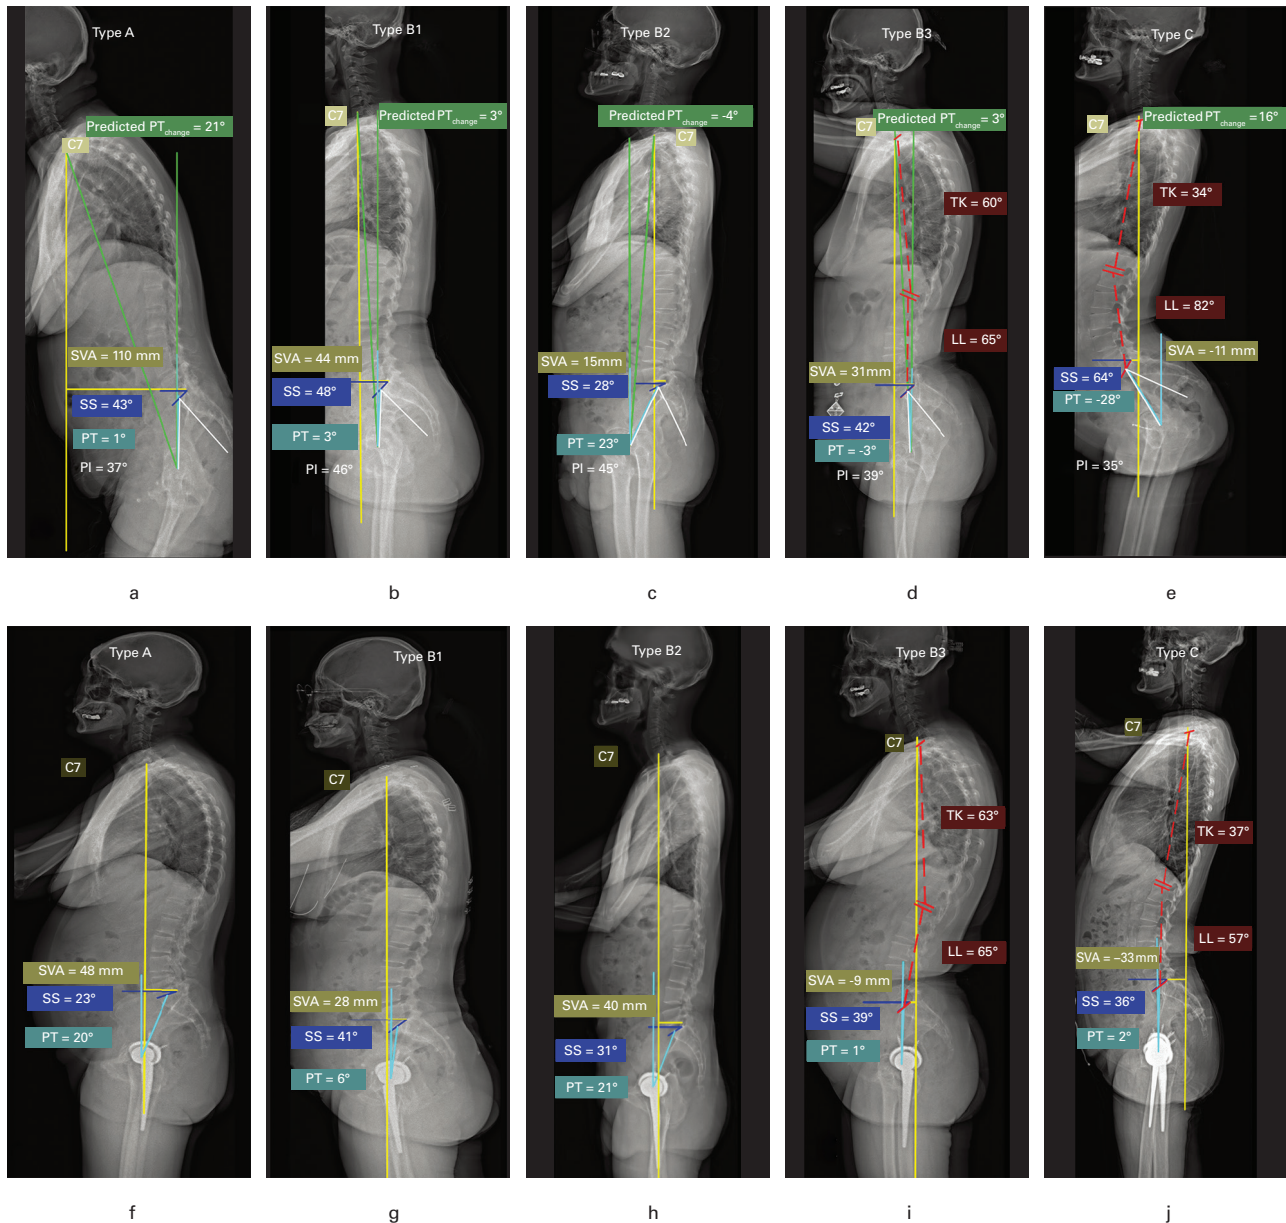 Type A
Predicted PTchange = 21°
C7
SVA = 110 mm
SS = 43°
PT = 1°
PI = 37°
a
Type B1
C7
Predicted PTchange = 3°
SVA = 44 mm
SS = 48°
PT = 3°
PI = 46°
b
Type B2
Predicted PTchange = -4°
C7
SVA = 15mm
SS = 28°
PT = 23°
PI = 45°
c
Type B3
C7
Predicted PTchange = 3°
TK = 60°
LL = 65°
SVA = 31mm
SS = 42°
PT = -3°
PI = 39°
d
Type C
C7
Predicted PTchange = 16°
TK = 34°
LL = 82°
SVA = -11 mm
SS = 64°
PT = -28°
PI = 35°
e
Type A
C7
SVA = 48 mm
SS = 23°
PT = 20°
f
Type B1
C7
SVA = 28 mm
SS = 41°
PT = 6°
g
Type B2
C7
SVA = 40 mm
SS = 31°
PT = 21°
h
Type B3
C7
TK = 63°
LL = 65°
SVA = -9 mm
SS = 39°
PT = 1°
i
Type C
C7
TK = 37°
LL = 57°
SVA = −33mm
SS = 36°
PT = 2°
j